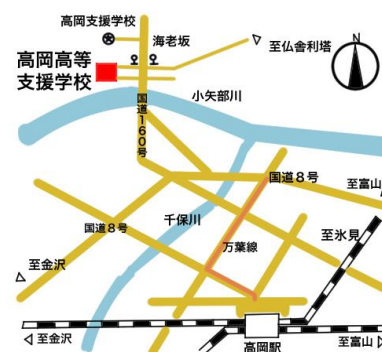 高岡支援学校
海老坂
至仏舎利塔
N
高岡高等
支援学校
小矢部川
国道160号
国道8号
至富山
千保川
国道8号
万葉線
至氷見
至金沢
至金沢
高岡駅
至富山